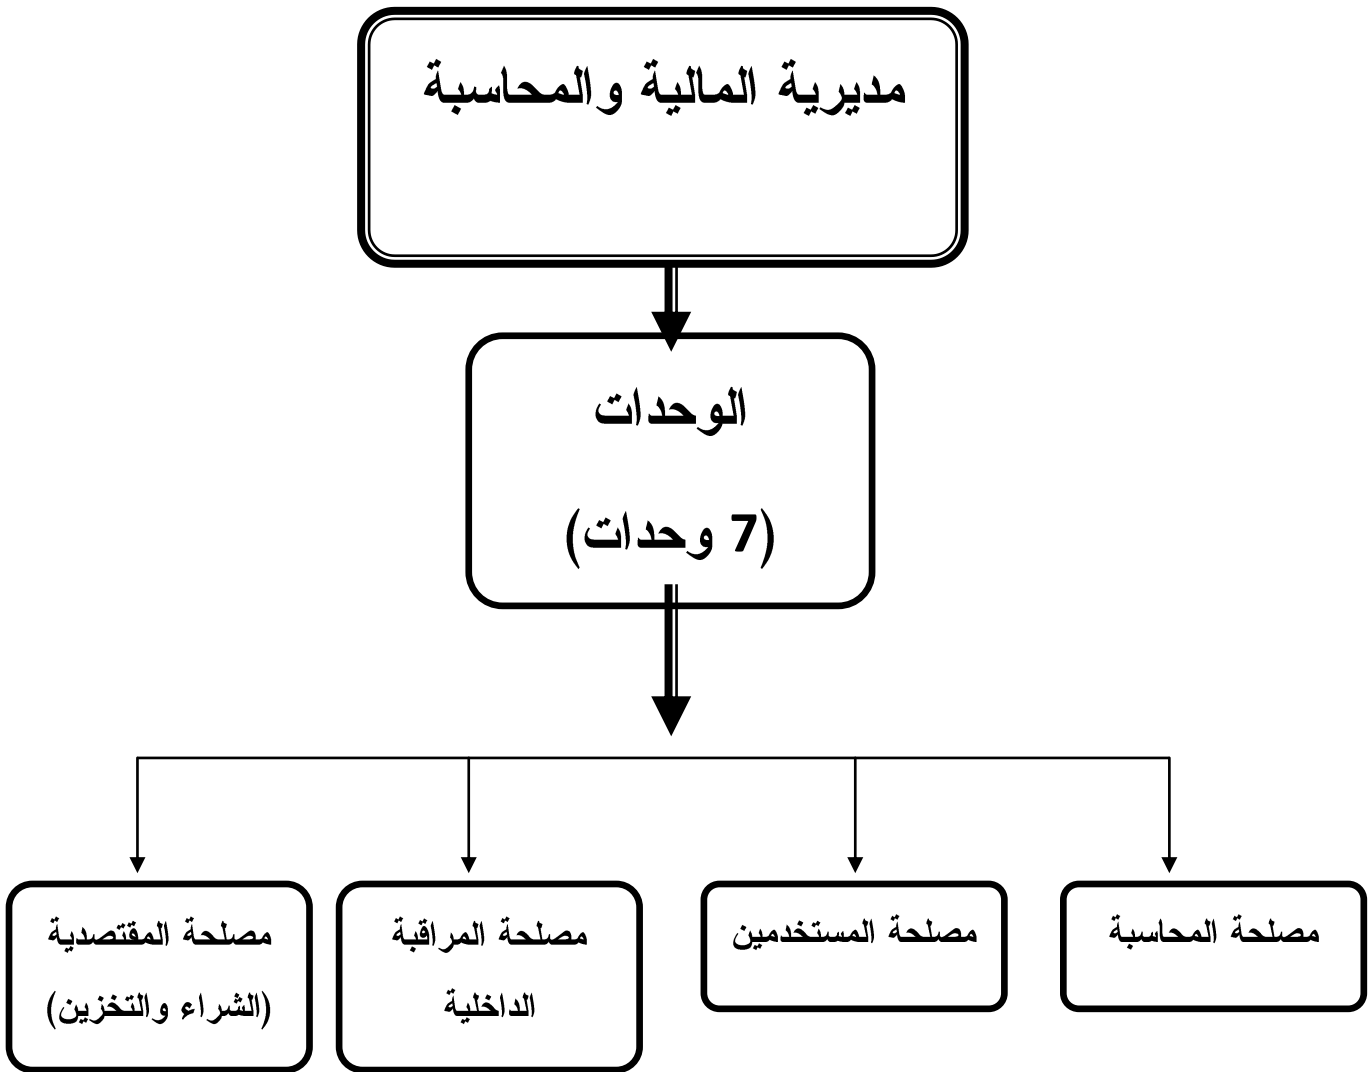 مديرية المالية والمحاسبة
الوحدات
(7 وحدات)
مصلحة المحاسبة
مصلحة المستخدمين
مصلحة المراقبة
الداخلية
مصلحة المقتصدية
(الشراء والتخزين)